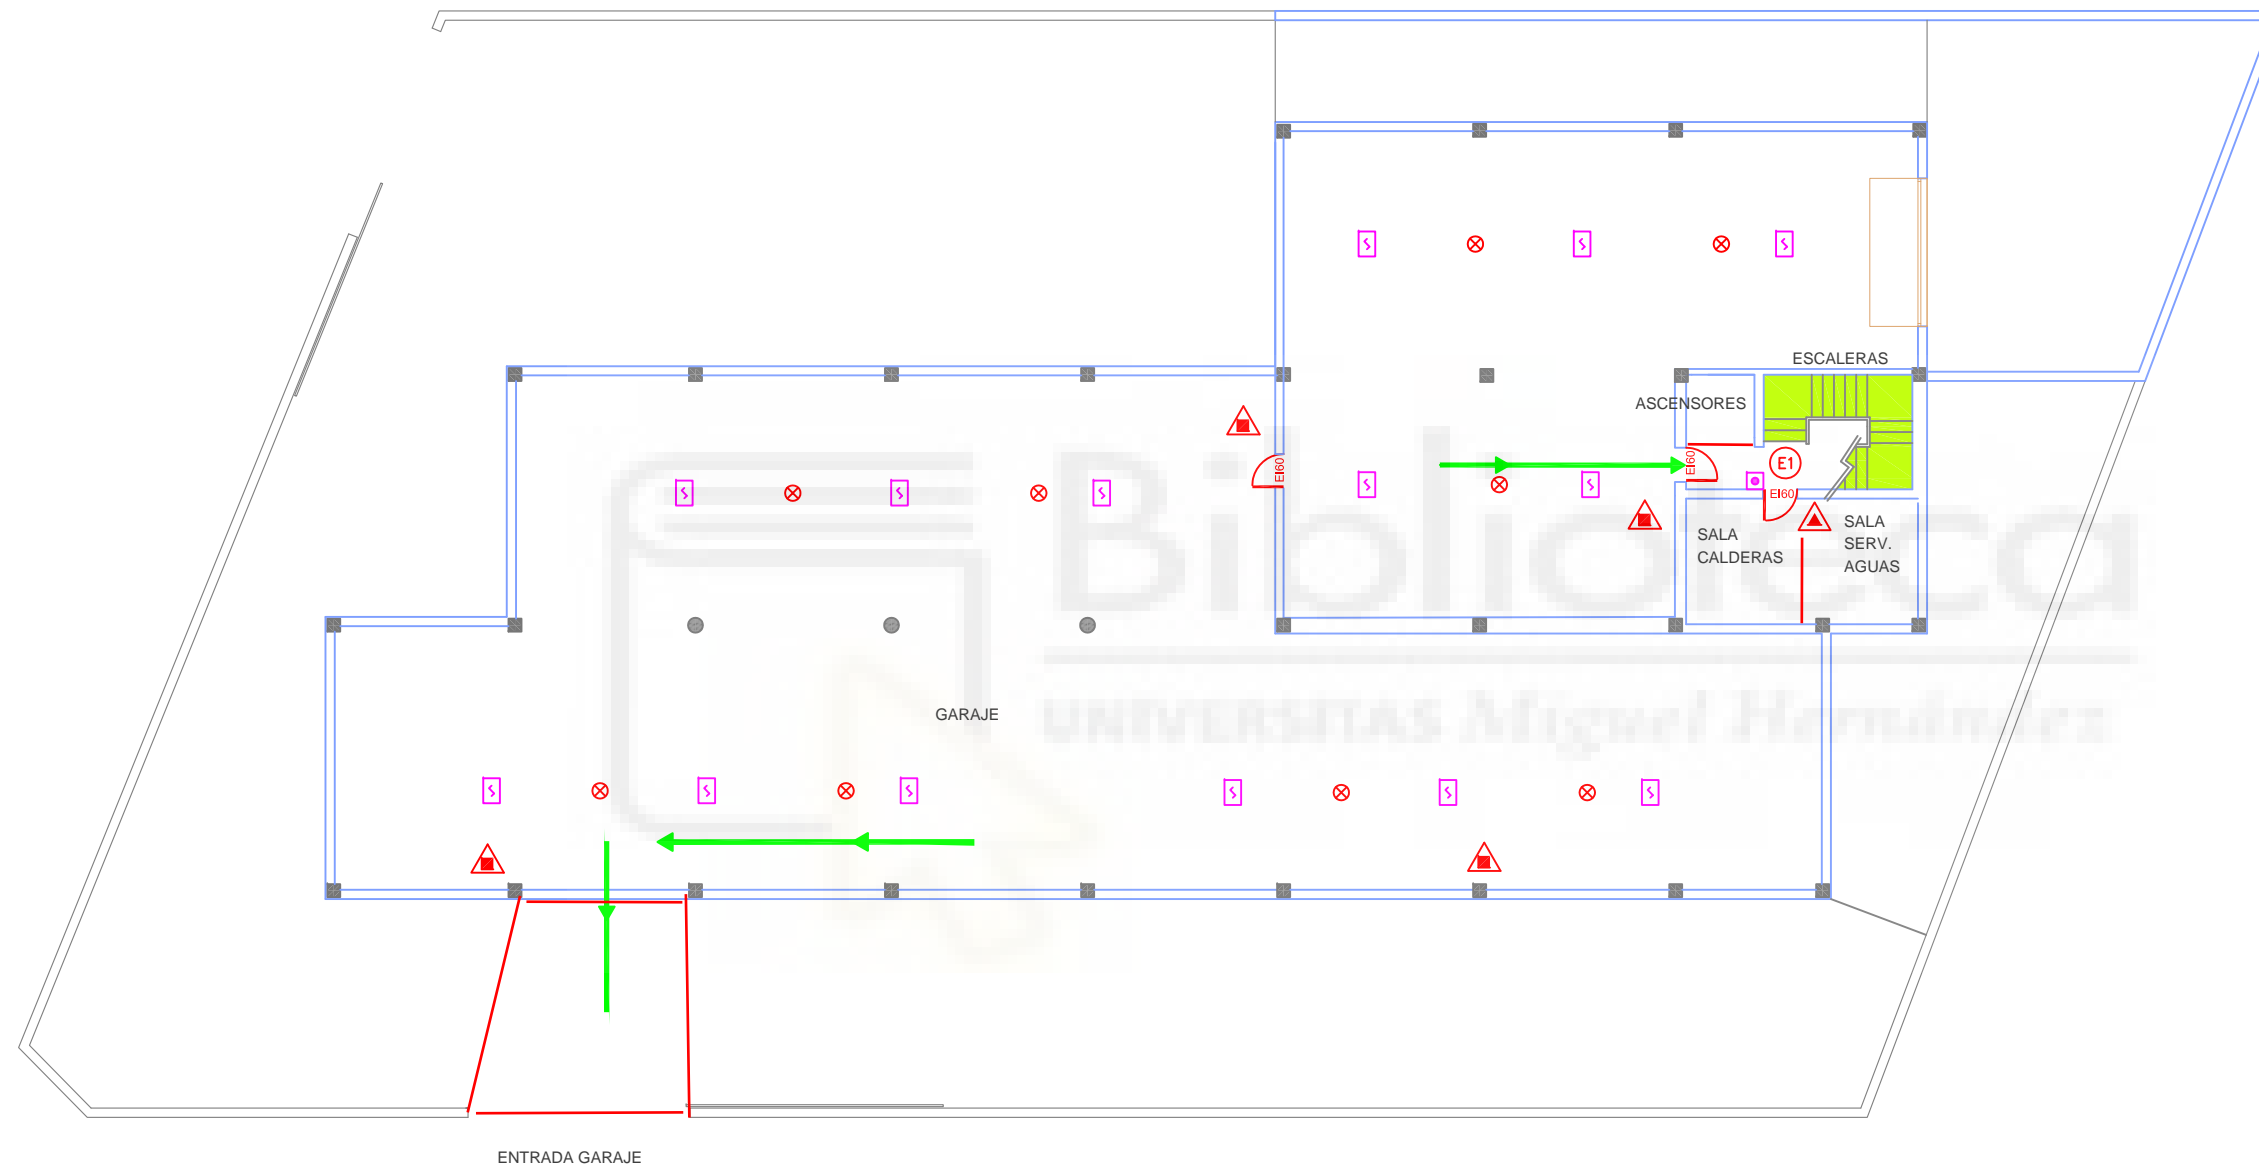 ESCALERAS
ASCENSORES
EI60
EI60
E1
EI60
SALA
CALDERAS
SALA
SERV.
AGUAS
GARAJE
ENTRADA GARAJE
Biblioteca
UNIVERSITAS Miguel Hernández